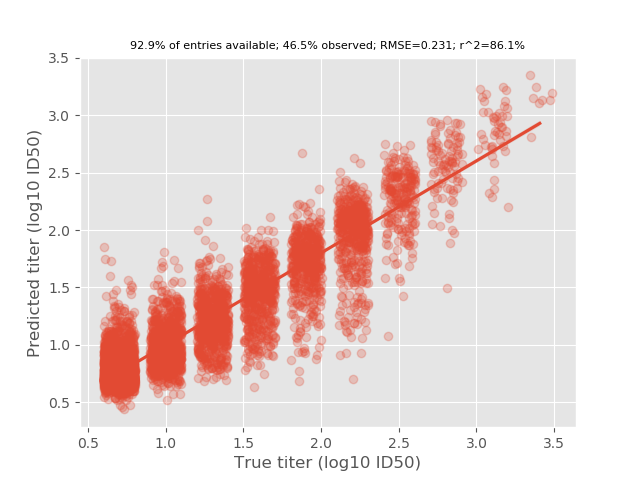 92.9% of entries available; 46.5% observed; RMSE=0.231; r^2=86.1%
3.5
3.0
2.5
2.0
1.5
1.0
0.5
Predicted titer (log10 ID50)
0.5 1.0 1.5 2.0 2.5 3.0 3.5
True titer (log10 ID50)